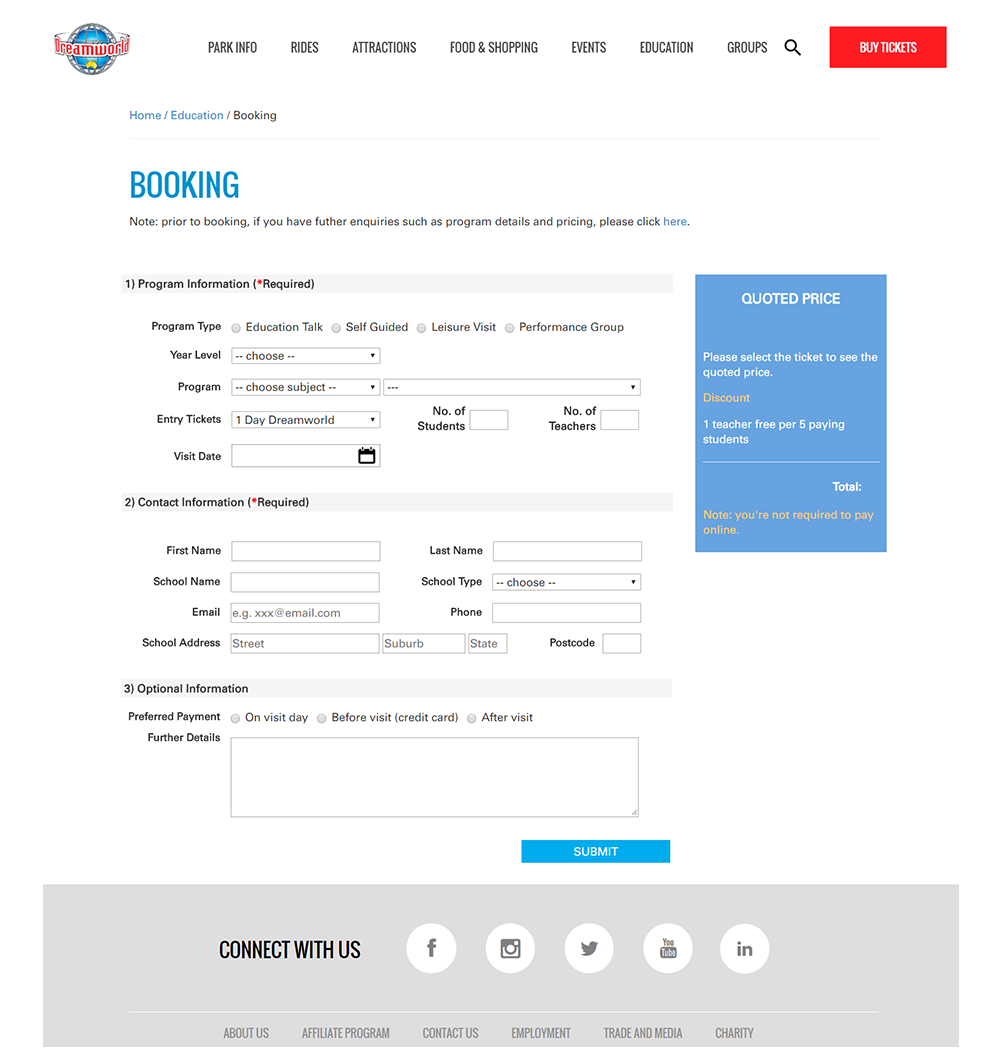 Dreamworld
PARK INFO RIDES ATTRACTIONS FOOD & SHOPPING EVENTS EDUCATION GROUPS BUY TICKETS
Home / Education / Booking
BOOKING
Note: prior to booking, if you have futher enquiries such as program details and pricing, please click here.
1) Program Information (*Required)
Program Type Education Talk Self Guided Leisure Visit Performance Group
Year Level -- choose --
Program -- choose subject -- ---
Entry Tickets 1 Day Dreamworld No. of Students No. of Teachers
Visit Date
QUOTED PRICE
Please select the ticket to see the
quoted price.
Discount
1 teacher free per 5 paying
students
Total:
Note: you're not required to pay
online.
2) Contact Information (*Required)
First Name Last Name
School Name School Type -- choose --
Email e.g. xxx@email.com Phone
School Address Street Suburb State Postcode
3) Optional Information
Preferred Payment On visit day Before visit (credit card) After visit
Further Details
SUBMIT
CONNECT WITH US f You Tube in
ABOUT US AFFILIATE PROGRAM CONTACT US EMPLOYMENT TRADE AND MEDIA CHARITY